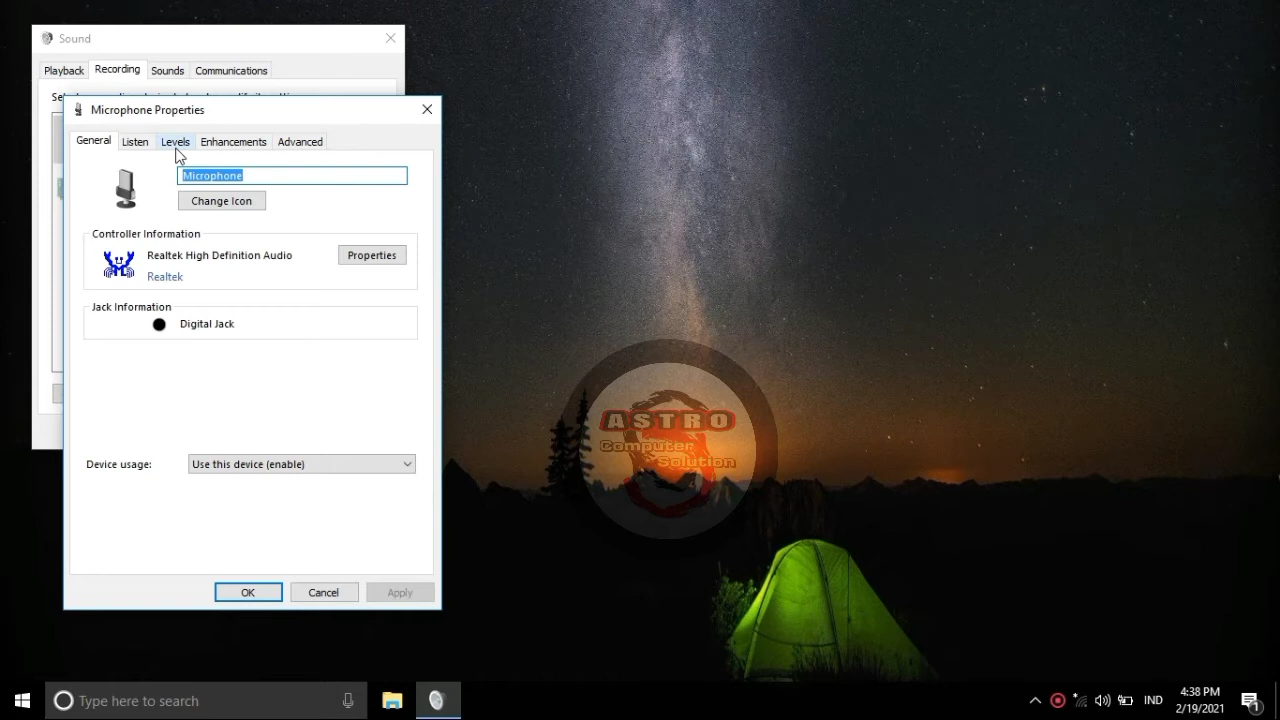 Sound
Playback Recording Sounds Communications
Microphone Properties
General Listen Levels Enhancements Advanced
Microphone
Change Icon
Controller Information
Realtek High Definition Audio
Properties
Realtek
Jack Information
Digital Jack
Device usage:
Use this device (enable)
OK Cancel Apply
ASTRO
Computer
Solution
Type here to search
IND
4:38 PM
2/19/2021
1